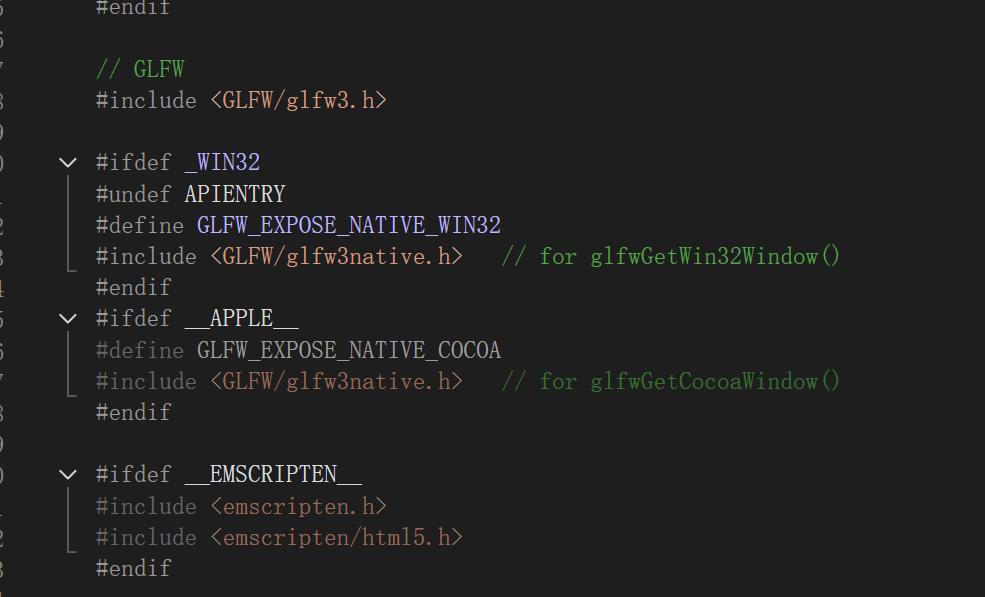 #endif
// GLFW
#include <GLFW/glfw3.h>
#ifdef _WIN32
#undef APIENTRY
#define GLFW_EXPOSE_NATIVE_WIN32
#include <GLFW/glfw3native.h>   // for glfwGetWin32Window()
#endif
#ifdef __APPLE__
#define GLFW_EXPOSE_NATIVE_COCOA
#include <GLFW/glfw3native.h>   // for glfwGetCocoaWindow()
#endif
#ifdef __EMSCRIPTEN__
#include <emscripten.h>
#include <emscripten/html5.h>
#endif